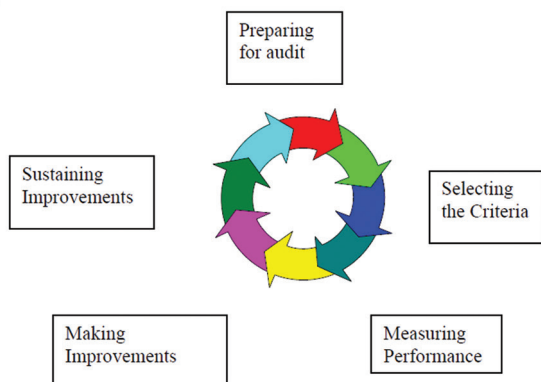 Preparing
for audit
Selecting
the Criteria
Measuring
Performance
Making
Improvements
Sustaining
Improvements